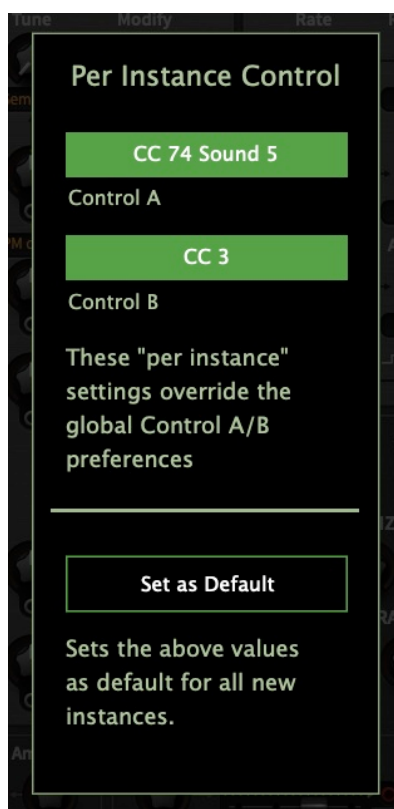 Tune Modify Rate
Per Instance Control
CC 74 Sound 5
Control A
CC 3
Control B
These "per instance"
settings override the
global Control A/B
preferences
Set as Default
Sets the above values
as default for all new
instances.